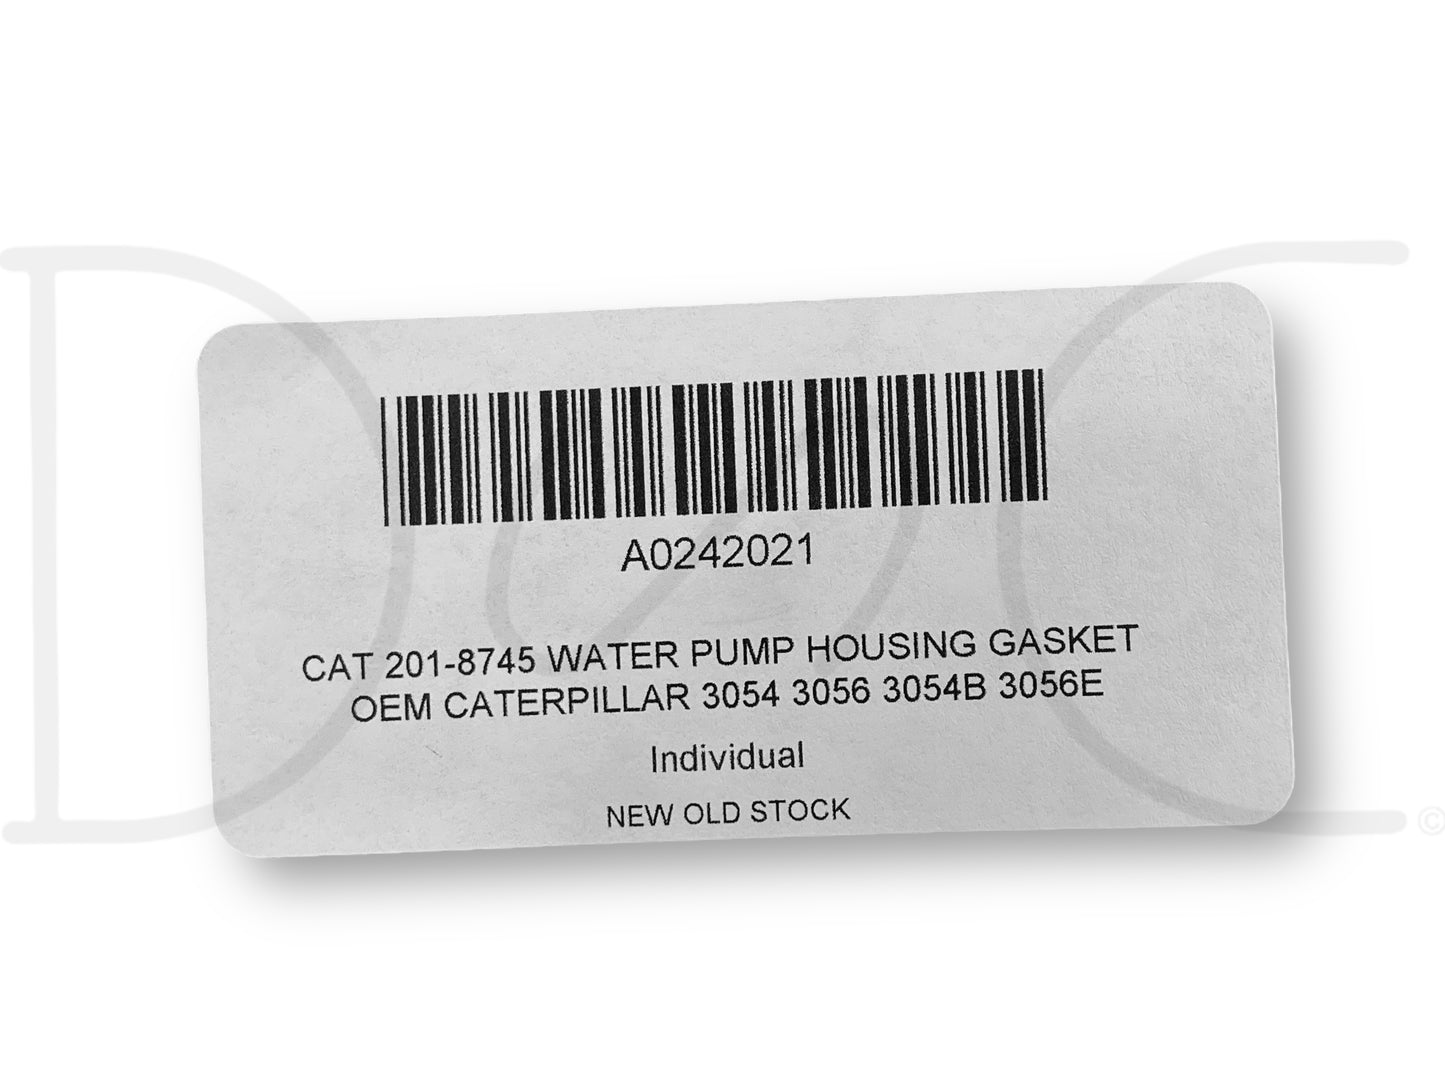 A0242021
CAT 201-8745 WATER PUMP HOUSING GASKET
OEM CATERPILLAR 3054 3056 3054B 3056E
Individual
NEW OLD STOCK
©